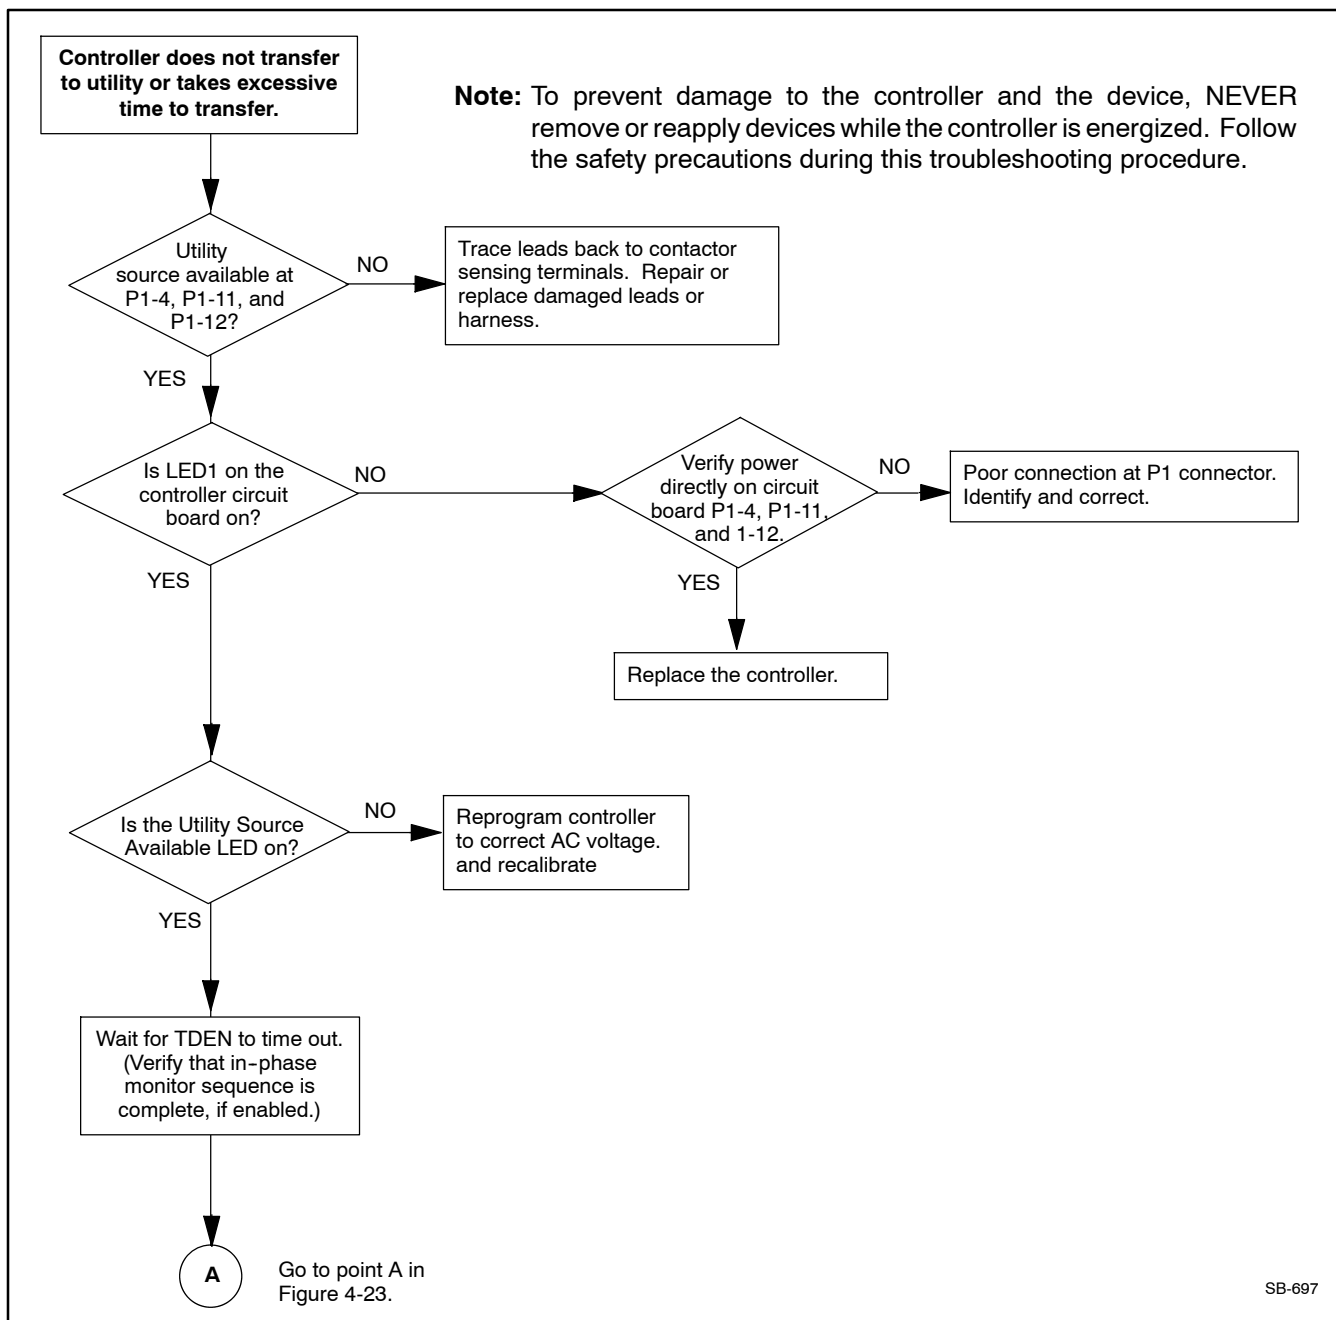 Controller does not transfer
to utility or takes excessive
time to transfer.
Note: To prevent damage to the controller and the device, NEVER
remove or reapply devices while the controller is energized. Follow
the safety precautions during this troubleshooting procedure.
Utility
source available at
P1-4, P1-11, and
P1-12?
NO
Trace leads back to contactor
sensing terminals. Repair or
replace damaged leads or
harness.
YES
Is LED1 on the
controller circuit
board on?
NO
Verify power
directly on circuit
board P1-4, P1-11,
and 1-12.
NO
Poor connection at P1 connector.
Identify and correct.
YES
YES
Replace the controller.
Is the Utility Source
Available LED on?
NO
Reprogram controller
to correct AC voltage.
and recalibrate
YES
Wait for TDEN to time out.
(Verify that in-phase
monitor sequence is
complete, if enabled.)
A
Go to point A in
Figure 4-23.
SB-697